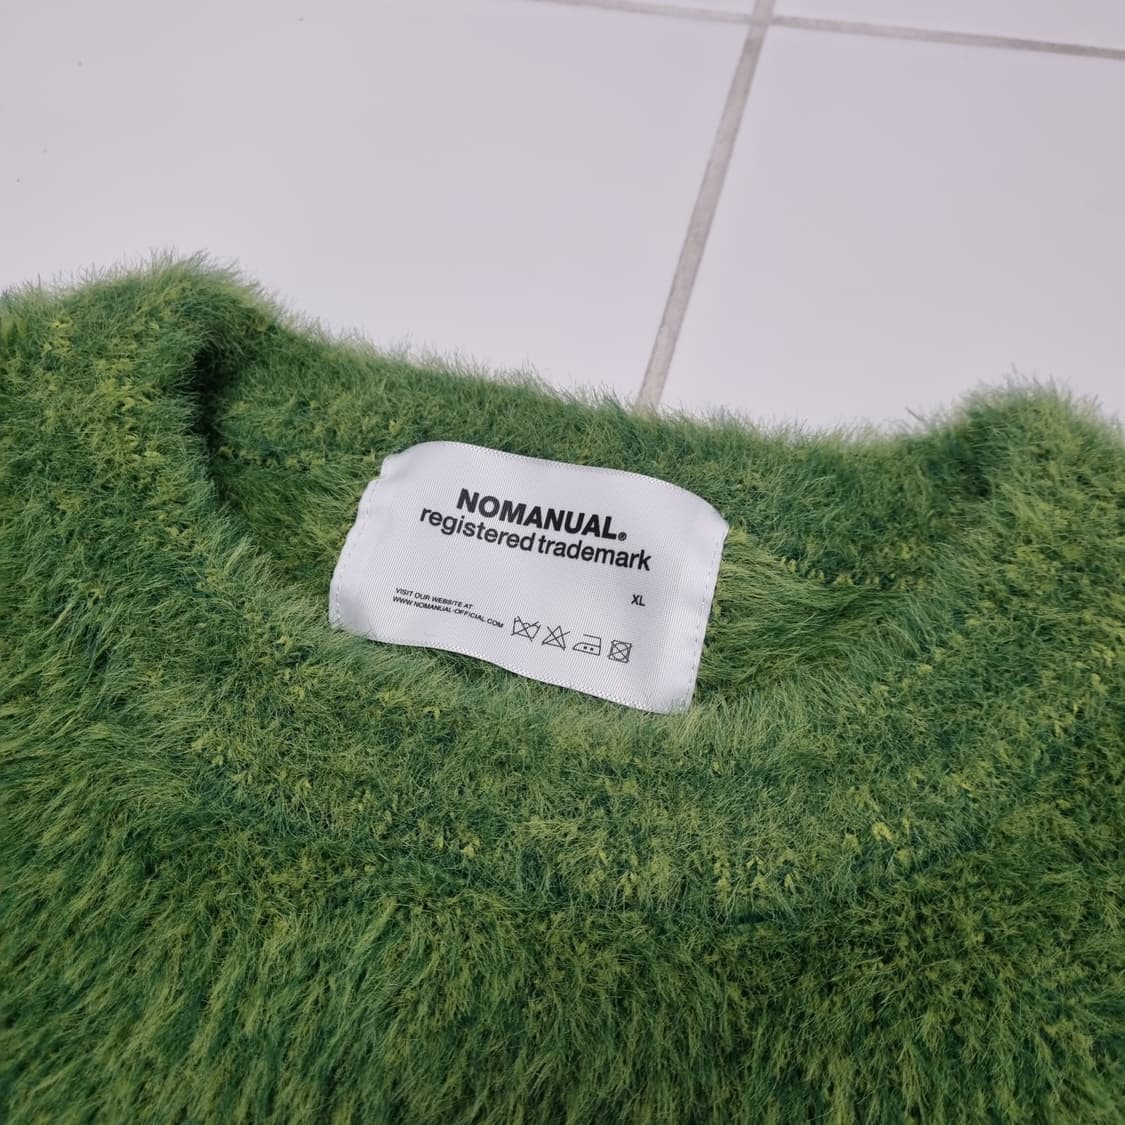 NOMANUAL®
registered trademark
XL
VISIT OUR WEBSITE AT
WWW.NOMANUAL-OFFICIAL.COM